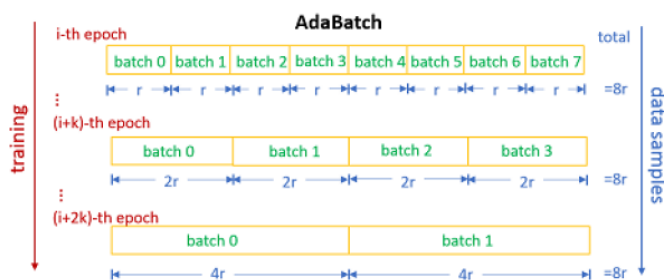 AdaBatch
i-th epoch
total
batch 0 batch 1 batch 2 batch 3 batch 4 batch 5 batch 6 batch 7
r r r r r r r r =8r
⋮
(i+k)-th epoch
batch 0 batch 1 batch 2 batch 3
2r 2r 2r 2r =8r
⋮
(i+2k)-th epoch
batch 0 batch 1
4r 4r =8r
training
data samples